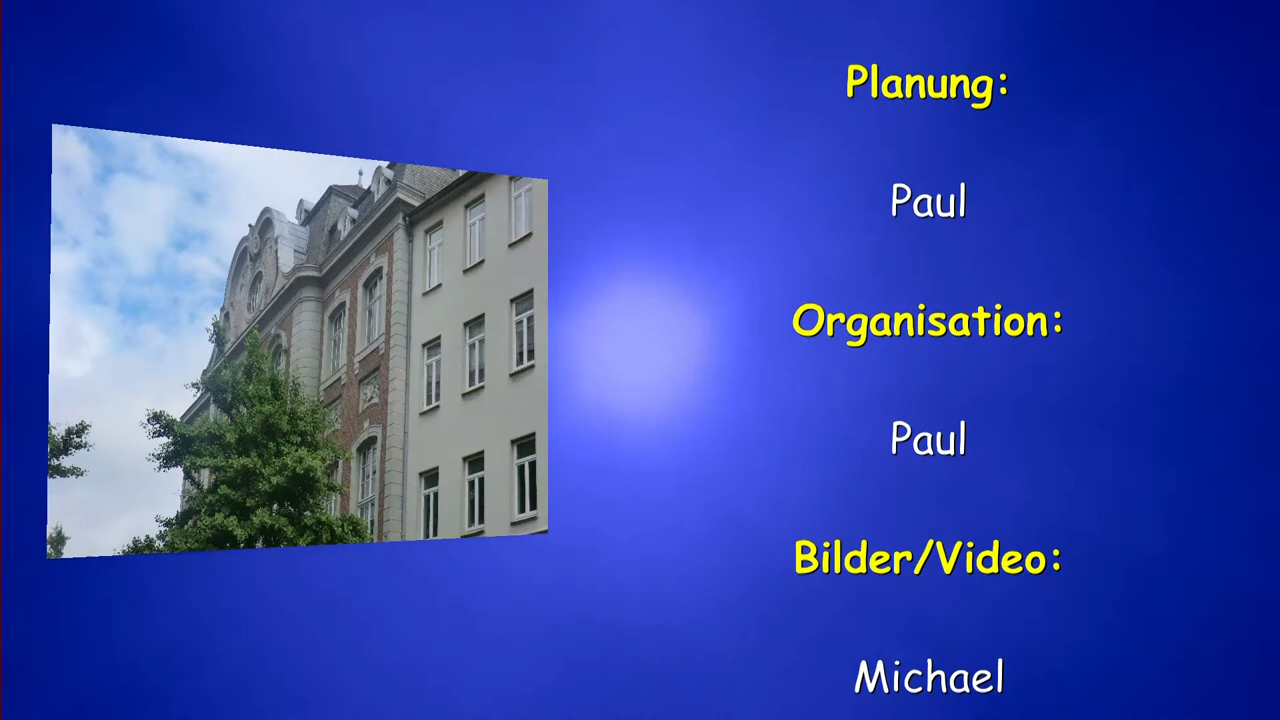 Planung:
Paul
Organisation:
Paul
Bilder/Video:
Michael